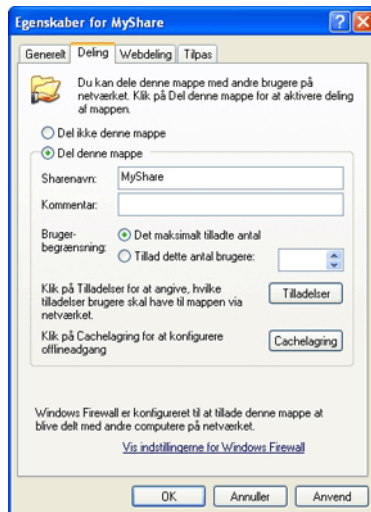 Egenskaber for MyShare
Generelt Deling Webdeling Tilpas
Du kan dele denne mappe med andre brugere på
netværket. Klik på Del denne mappe for at aktivere deling
af mappen.
Del ikke denne mappe
Del denne mappe
Sharenavn: MyShare
Kommentar:
Bruger-
begrænsning:
Det maksimalt tilladte antal
Tillad dette antal brugere:
Klik på Tilladelser for at angive, hvilke
tilladelser brugere skal have til mappen via
netværket.
Tilladelser
Klik på Cachelagring for at konfigurere
offlineadgang
Cachelagring
Windows Firewall er konfigureret til at tillade denne mappe at
blive delt med andre computere på netværket.
Vis indstillingerne for Windows Firewall
OK Annuller Anvend